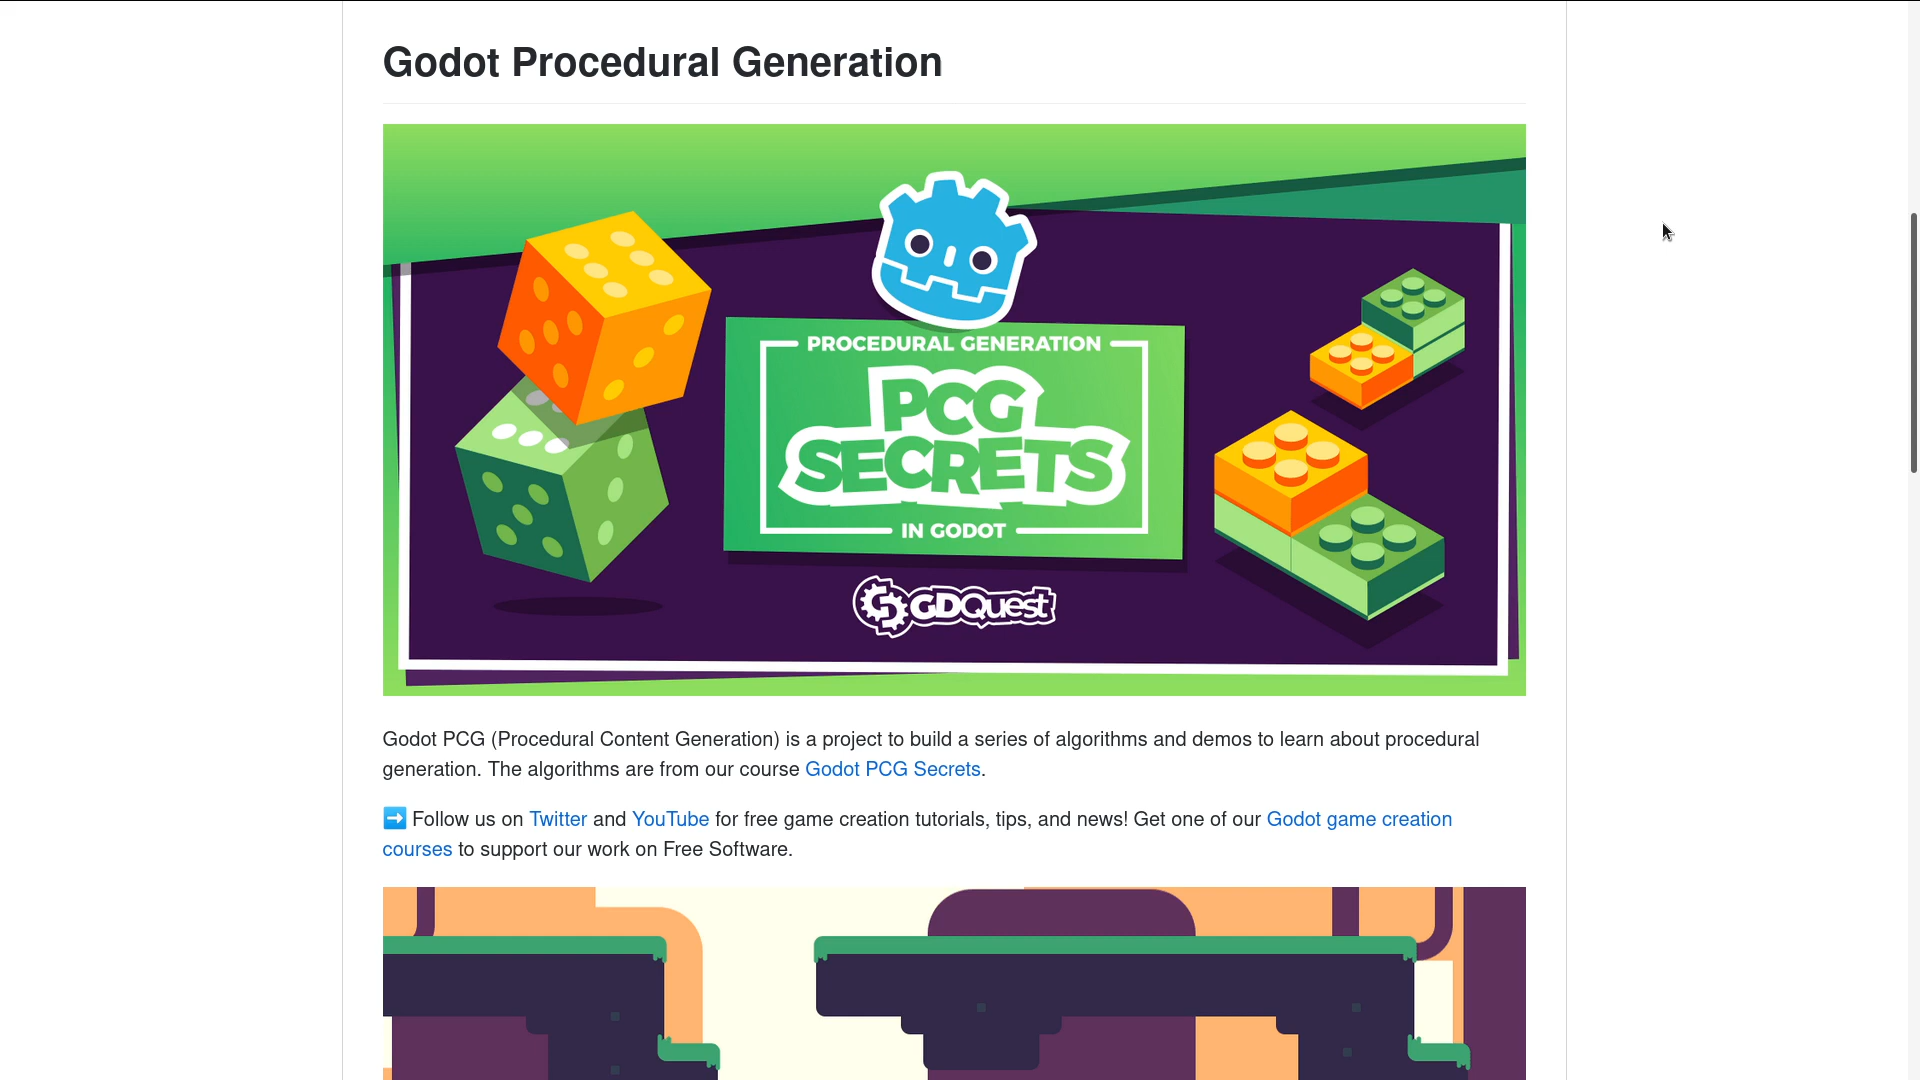 Godot Procedural Generation
PROCEDURAL GENERATION
PCG
SECRETS
IN GODOT
GDQuest
Godot PCG (Procedural Content Generation) is a project to build a series of algorithms and demos to learn about procedural
generation. The algorithms are from our course Godot PCG Secrets.
➡️ Follow us on Twitter and YouTube for free game creation tutorials, tips, and news! Get one of our Godot game creation
courses to support our work on Free Software.